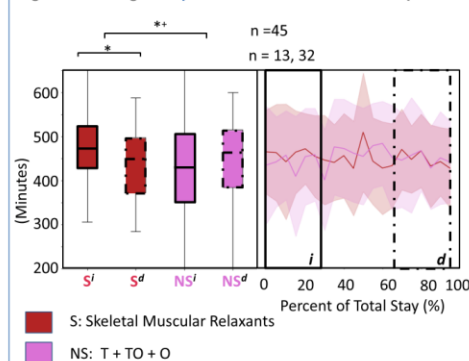 *+
*
n =45
n = 13, 32
(Minutes)
600
500
400
300
200
Sⁱ Sᵈ NSⁱ NSᵈ
i d
0 20 40 60 80 100
Percent of Total Stay (%)
S: Skeletal Muscular Relaxants
NS: T + TO + O